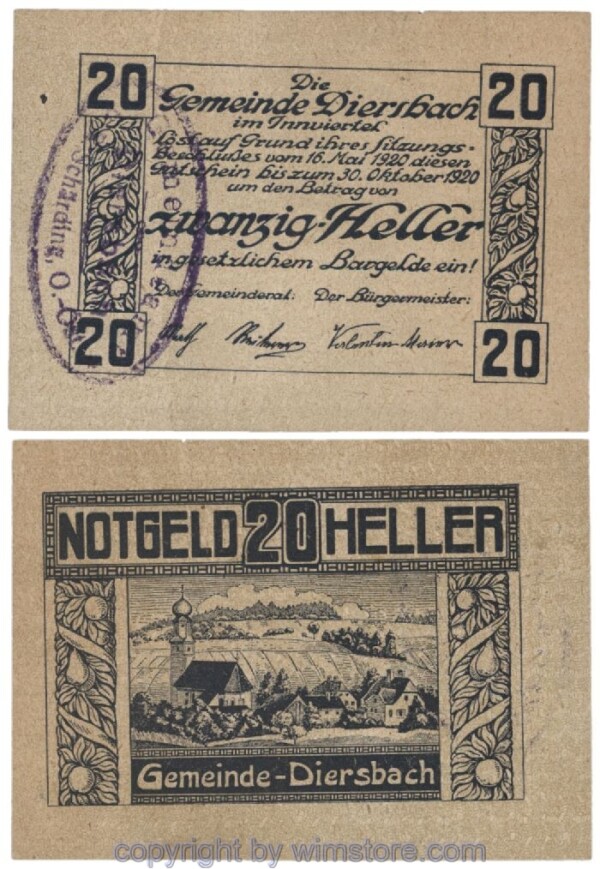 20
20
Die
Gemeinde Diersbach
im Innviertel
löst auf Grund ihres Sitzungs-
Beschlußes vom 16. Mai 1920 diesen
Gutschein bis zum 30. Oktober 1920
um den Betrag von
zwanzig-Heller
in gesetzlichem Bargelde ein!
Der Gemeinderat: Der Bürgermeister:
Valentin
20
20
Schärding, O.
NOTGELD 20 HELLER
Gemeinde-Diersbach
copyright by wimstore.com